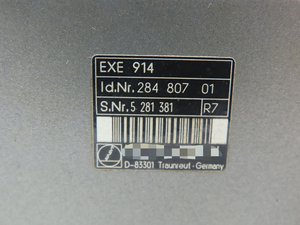 EXE 914
Id.Nr. 284 807 01
S.Nr. 5 281 381 R7
D-83301 Traunreut · Germany